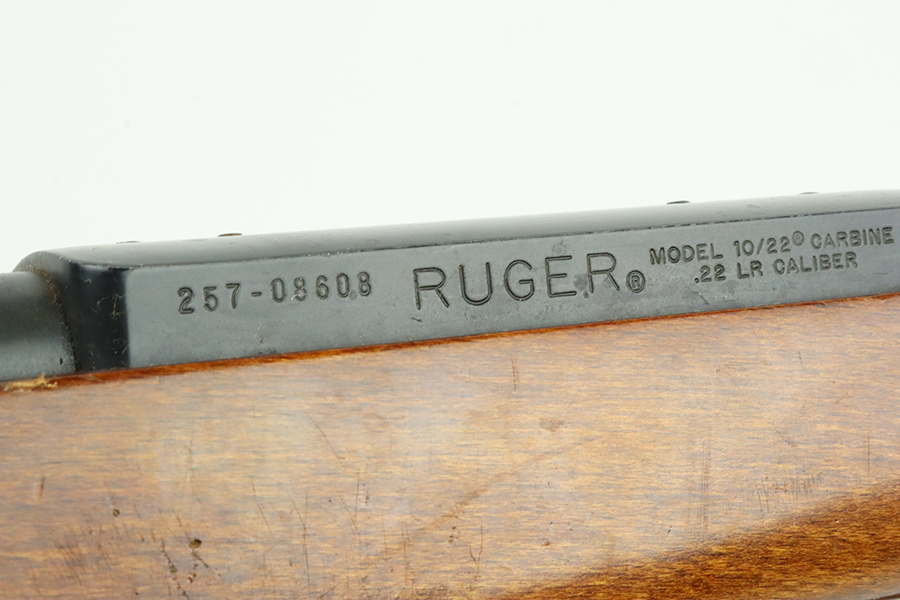 257-08608
RUGER®
MODEL 10/22® CARBINE
.22 LR CALIBER